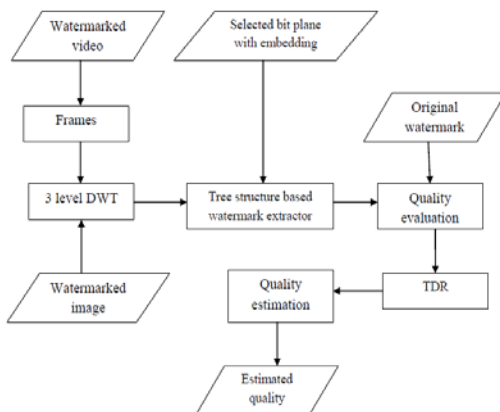 Watermarked
video
Selected bit plane
with embedding
Frames
Original
watermark
3 level DWT
Tree structure based
watermark extractor
Quality
evaluation
Watermarked
image
Quality
estimation
TDR
Estimated
quality